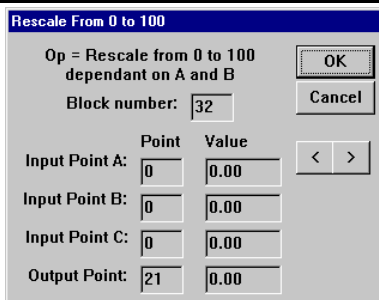 Rescale From 0 to 100
Op = Rescale from 0 to 100
dependant on A and B
OK
Cancel
Block number: 32
Point Value
< >
Input Point A: 0 0.00
Input Point B: 0 0.00
Input Point C: 0 0.00
Output Point: 21 0.00